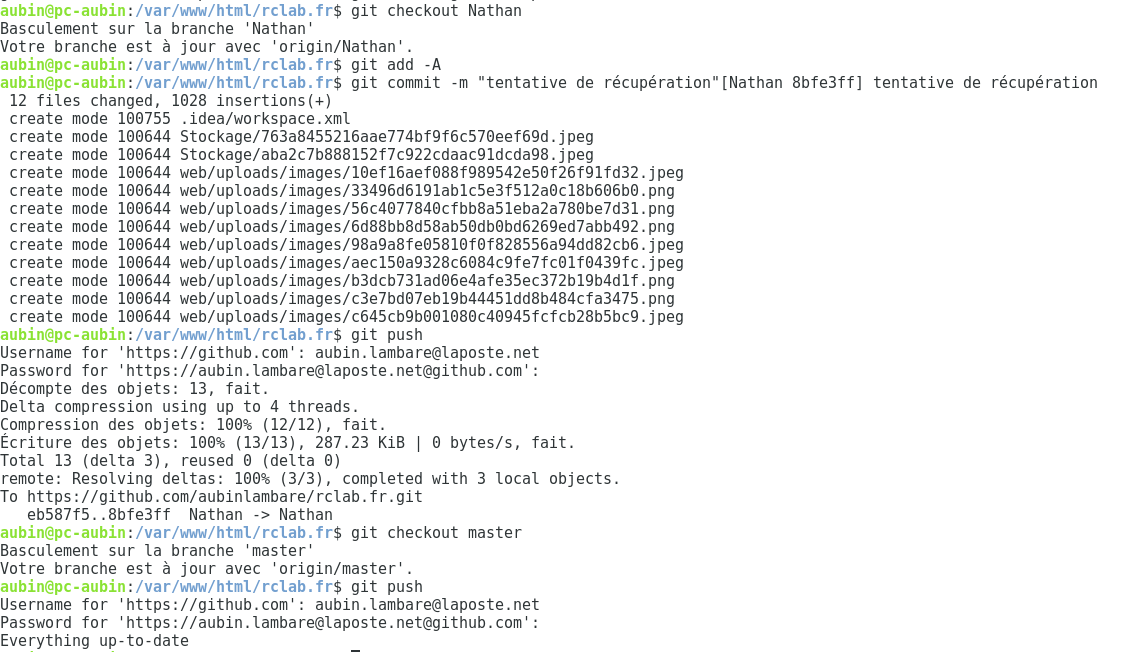 aubin@pc-aubin:/var/www/html/rclab.fr$ git checkout Nathan
Basculement sur la branche 'Nathan'
Votre branche est à jour avec 'origin/Nathan'.
aubin@pc-aubin:/var/www/html/rclab.fr$ git add -A
aubin@pc-aubin:/var/www/html/rclab.fr$ git commit -m "tentative de récupération"[Nathan 8bfe3ff] tentative de récupération
 12 files changed, 1028 insertions(+)
 create mode 100755 .idea/workspace.xml
 create mode 100644 Stockage/763a8455216aae774bf9f6c570eef69d.jpeg
 create mode 100644 Stockage/aba2c7b888152f7c922cdaac91dcda98.jpeg
 create mode 100644 web/uploads/images/10ef16aef088f989542e50f26f91fd32.jpeg
 create mode 100644 web/uploads/images/33496d6191ab1c5e3f512a0c18b606b0.png
 create mode 100644 web/uploads/images/56c4077840cfbb8a51eba2a780be7d31.png
 create mode 100644 web/uploads/images/6d88bb8d58ab50db0bd6269ed7abb492.png
 create mode 100644 web/uploads/images/98a9a8fe05810f0f828556a94dd82cb6.jpeg
 create mode 100644 web/uploads/images/aec150a9328c6084c9fe7fc01f0439fc.jpeg
 create mode 100644 web/uploads/images/b3dcb731ad06e4afe35ec372b19b4d1f.png
 create mode 100644 web/uploads/images/c3e7bd07eb19b44451dd8b484cfa3475.png
 create mode 100644 web/uploads/images/c645cb9b001080c40945fcfcb28b5bc9.jpeg
aubin@pc-aubin:/var/www/html/rclab.fr$ git push
Username for 'https://github.com': aubin.lambare@laposte.net
Password for 'https://aubin.lambare@laposte.net@github.com':
Décompte des objets: 13, fait.
Delta compression using up to 4 threads.
Compression des objets: 100% (12/12), fait.
Écriture des objets: 100% (13/13), 287.23 KiB | 0 bytes/s, fait.
Total 13 (delta 3), reused 0 (delta 0)
remote: Resolving deltas: 100% (3/3), completed with 3 local objects.
To https://github.com/aubinlambare/rclab.fr.git
   eb587f5..8bfe3ff  Nathan -> Nathan
aubin@pc-aubin:/var/www/html/rclab.fr$ git checkout master
Basculement sur la branche 'master'
Votre branche est à jour avec 'origin/master'.
aubin@pc-aubin:/var/www/html/rclab.fr$ git push
Username for 'https://github.com': aubin.lambare@laposte.net
Password for 'https://aubin.lambare@laposte.net@github.com':
Everything up-to-date